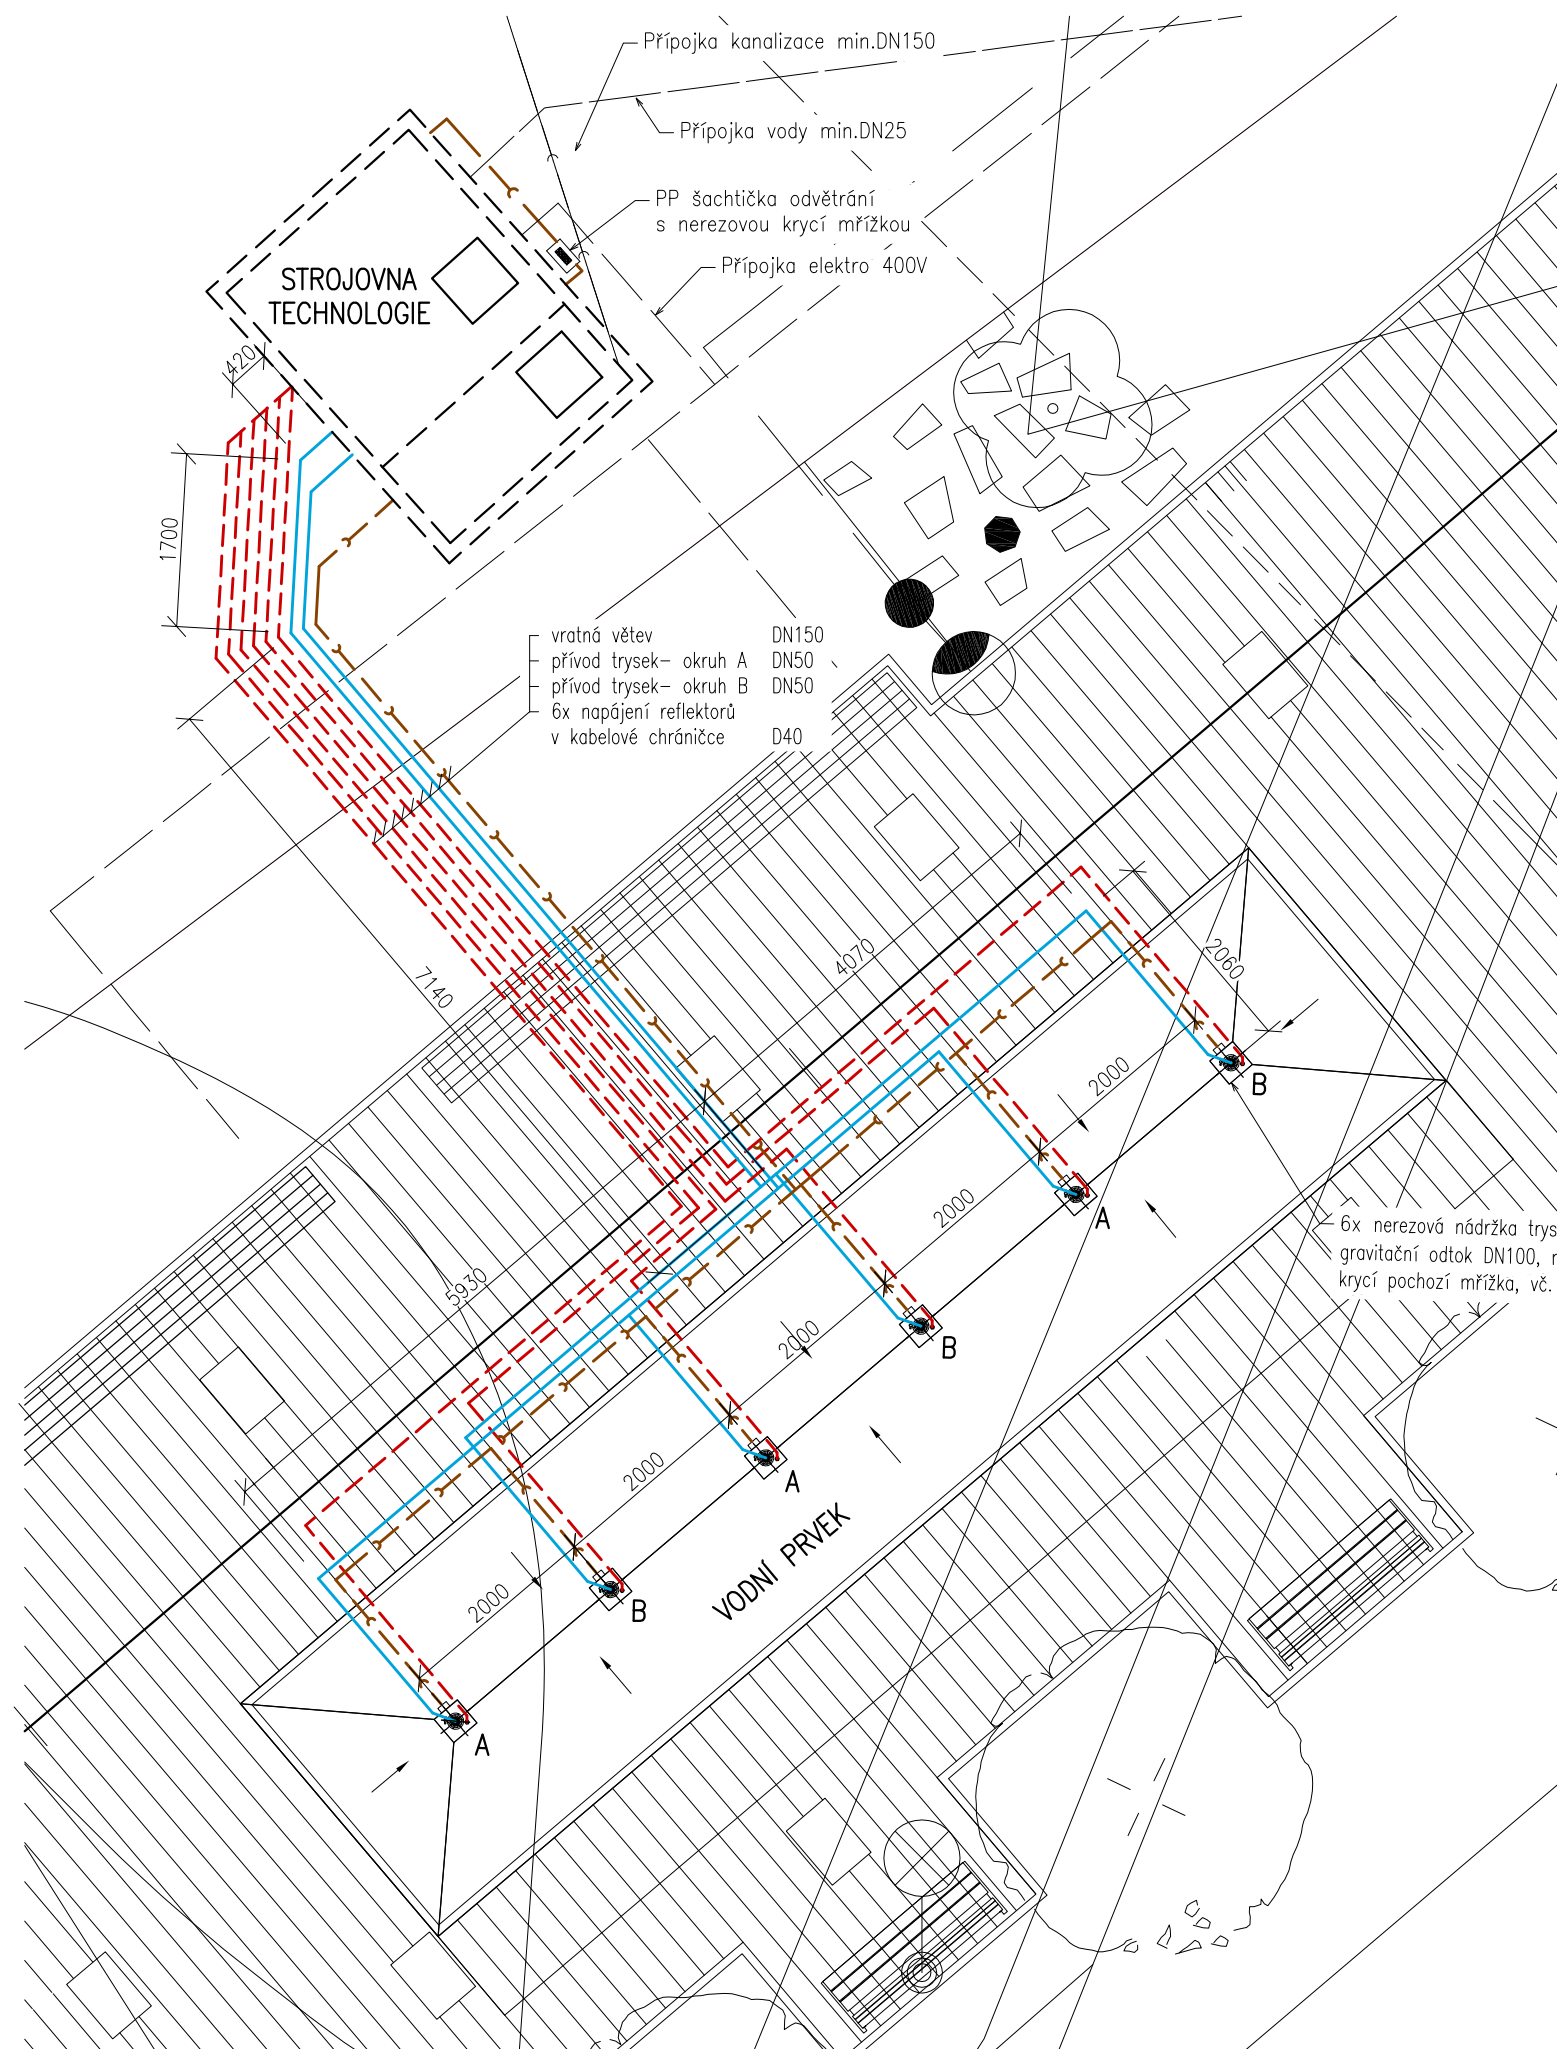 Přípojka kanalizace min.DN150
Přípojka vody min.DN25
PP šachtička odvětrání
s nerezovou krycí mřížkou
Přípojka elektro 400V
STROJOVNA
TECHNOLOGIE
420
1700
vratná větev DN150
přívod trysek– okruh A DN50
přívod trysek– okruh B DN50
6x napájení reflektorů
v kabelové chráničce D40
7140
4070
2060
2000
B
2000
A
5930
2000
B
6x nerezová nádržka trys
gravitační odtok DN100, n
krycí pochozí mřížka, vč.
2000
A
2000
B
VODNÍ PRVEK
A